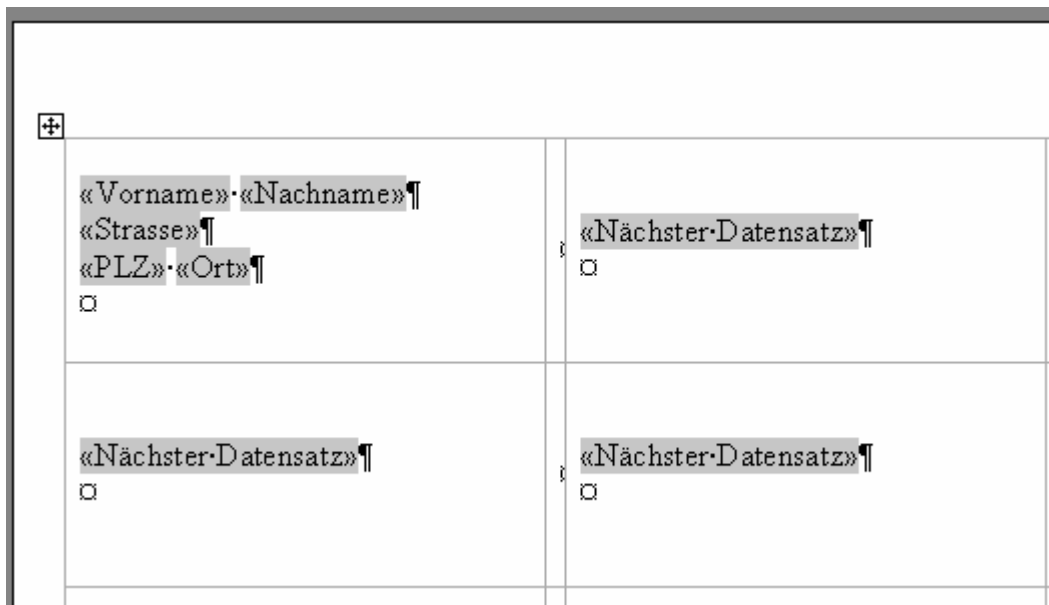 «Vorname»·«Nachname»¶
«Strasse»¶
«PLZ»·«Ort»¶
¤
«Nächster·Datensatz»¶
¤
«Nächster·Datensatz»¶
¤
«Nächster·Datensatz»¶
¤